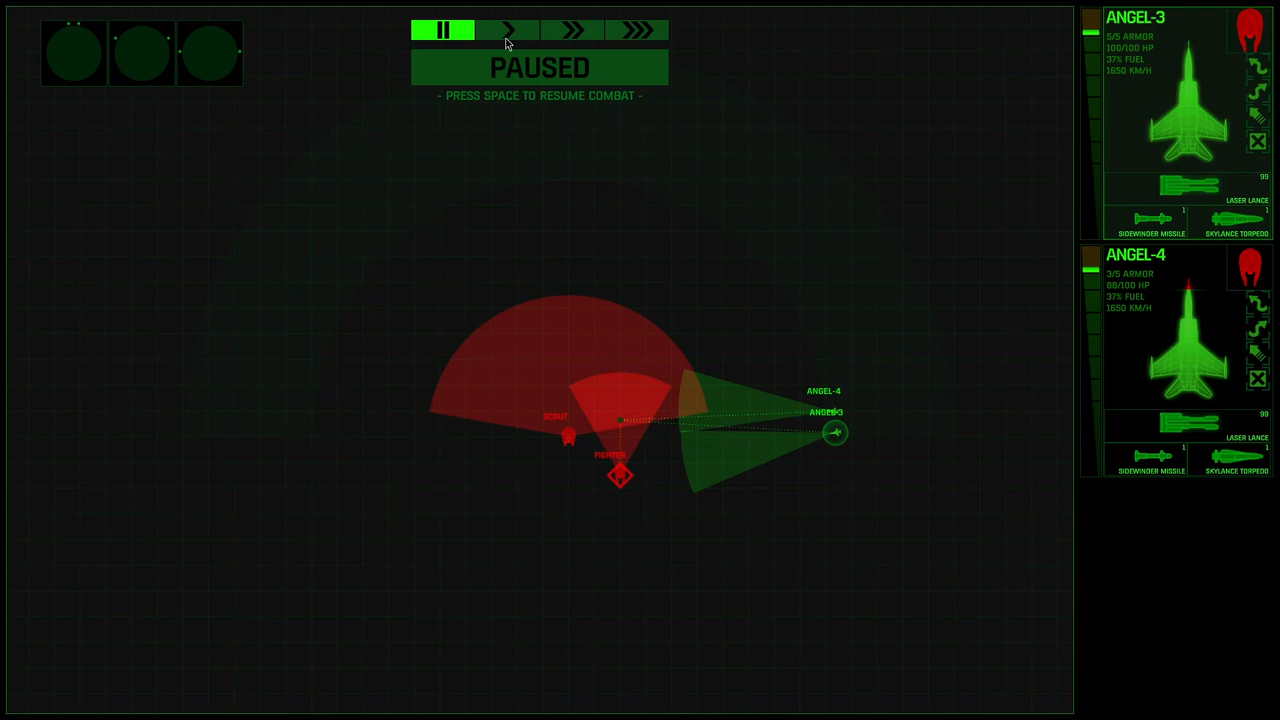 PAUSED
- PRESS SPACE TO RESUME COMBAT -
ANGEL-4
ANGEL-3
SCOUT
FIGHTER
ANGEL-3
5/5 ARMOR
100/100 HP
37% FUEL
1650 KM/H
99
LASER LANCE
1
SIDEWINDER MISSILE
1
SKYLANCE TORPEDO
ANGEL-4
3/5 ARMOR
88/100 HP
37% FUEL
1650 KM/H
99
LASER LANCE
1
SIDEWINDER MISSILE
1
SKYLANCE TORPEDO